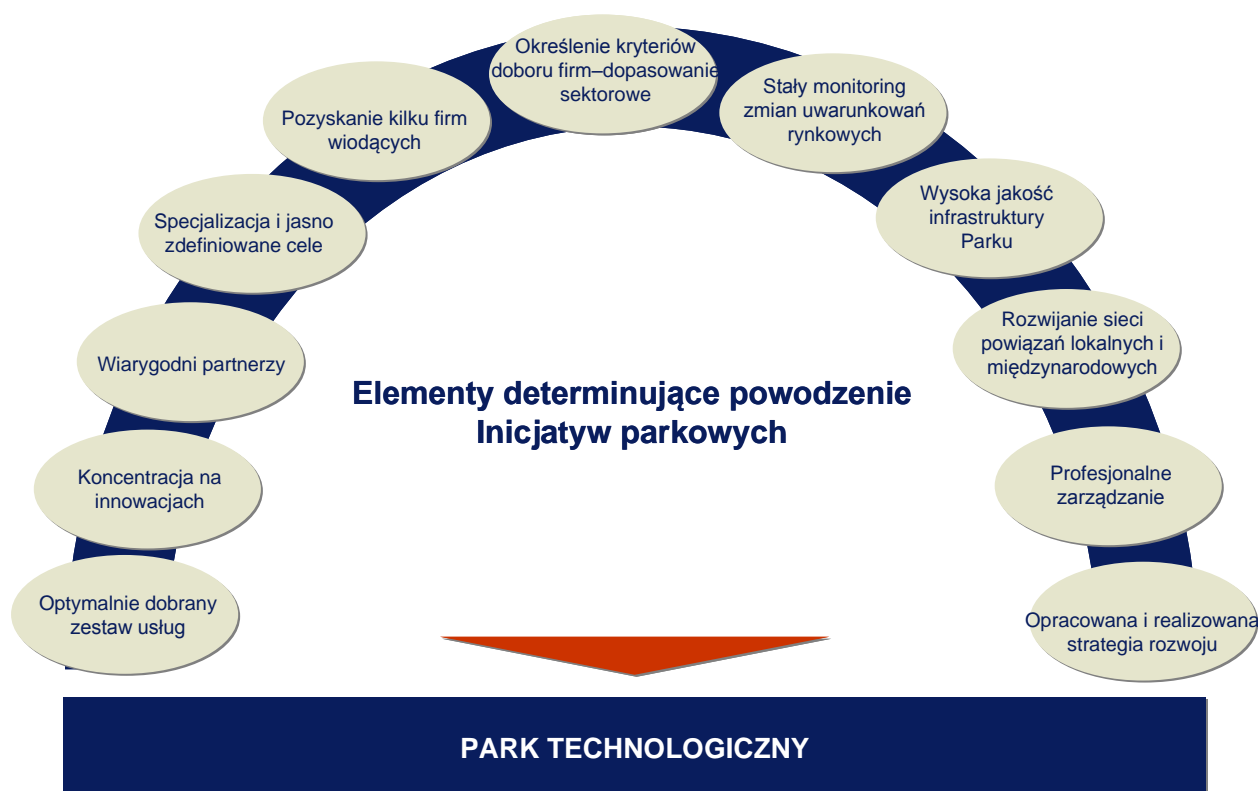 Określenie kryteriów
doboru firm–dopasowanie
sektorowe
Pozyskanie kilku firm
wiodących
Stały monitoring
zmian uwarunkowań
rynkowych
Specjalizacja i jasno
zdefiniowane cele
Wysoka jakość
infrastruktury
Parku
Wiarygodni partnerzy
Rozwijanie sieci
powiązań lokalnych i
międzynarodowych
Elementy determinujące powodzenie
Inicjatyw parkowych
Koncentracja na
innowacjach
Profesjonalne
zarządzanie
Optymalnie dobrany
zestaw usług
Opracowana i realizowana
strategia rozwoju
PARK TECHNOLOGICZNY